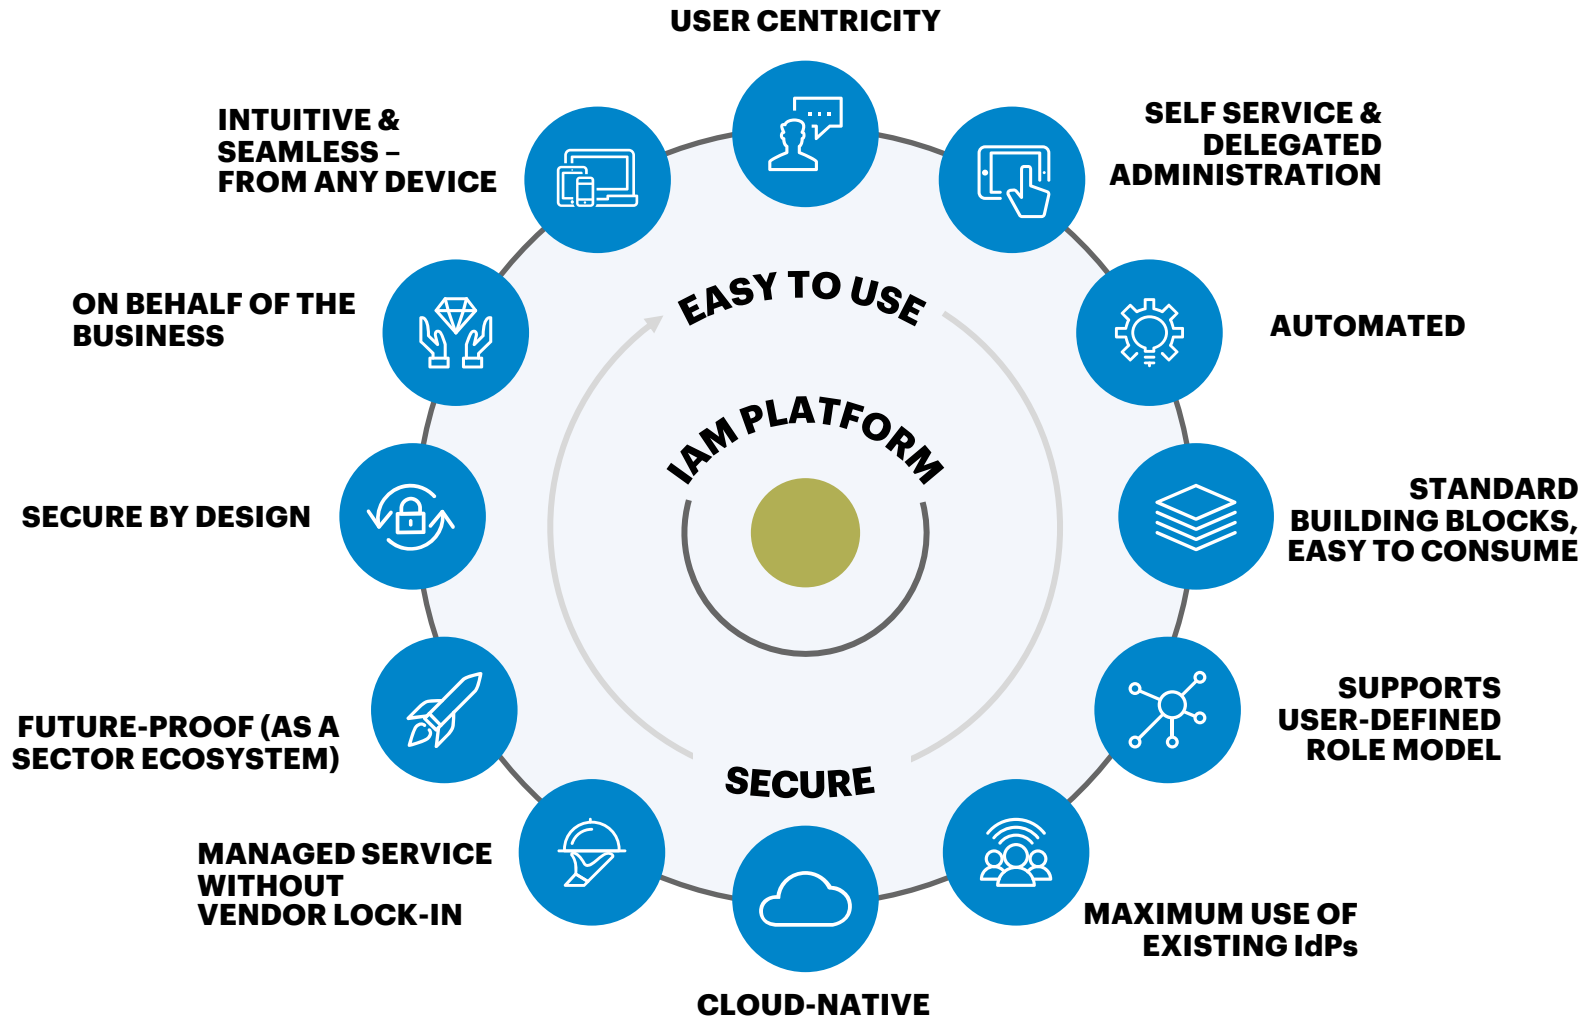 USER CENTRICITY
SELF SERVICE &
DELEGATED
ADMINISTRATION
AUTOMATED
STANDARD
BUILDING BLOCKS,
EASY TO CONSUME
SUPPORTS
USER-DEFINED
ROLE MODEL
MAXIMUM USE OF
EXISTING IdPs
CLOUD-NATIVE
MANAGED SERVICE
WITHOUT
VENDOR LOCK-IN
FUTURE-PROOF (AS A
SECTOR ECOSYSTEM)
SECURE BY DESIGN
ON BEHALF OF THE
BUSINESS
INTUITIVE &
SEAMLESS –
FROM ANY DEVICE
EASY TO USE
IAM PLATFORM
SECURE